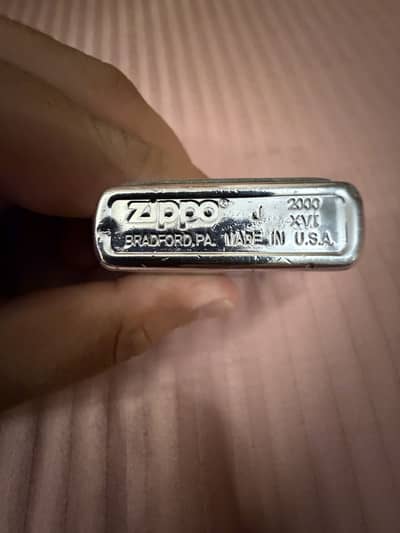 Zippo® J 2000
XVI
BRADFORD, PA. MADE IN U.S.A.